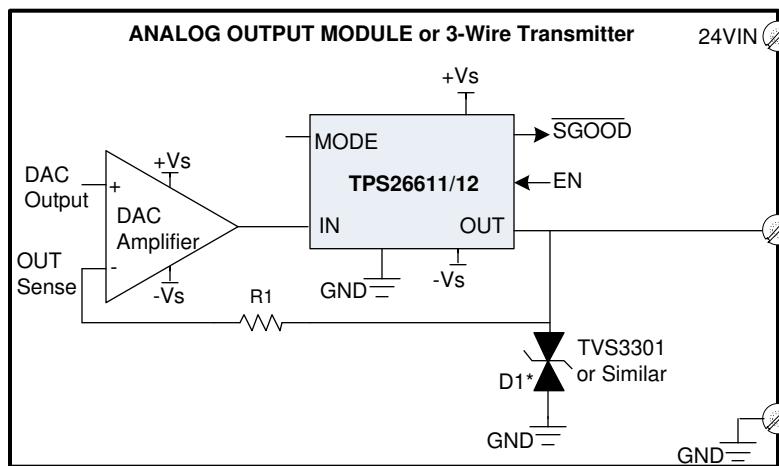 ANALOG OUTPUT MODULE or 3-Wire Transmitter
24VIN
+Vs
MODE
SGOOD
TPS26611/12
EN
IN
OUT
GND
-Vs
DAC
Output
+
+Vs
DAC
Amplifier
OUT
Sense
-
-Vs
R1
TVS3301
or Similar
D1*
GND
GND